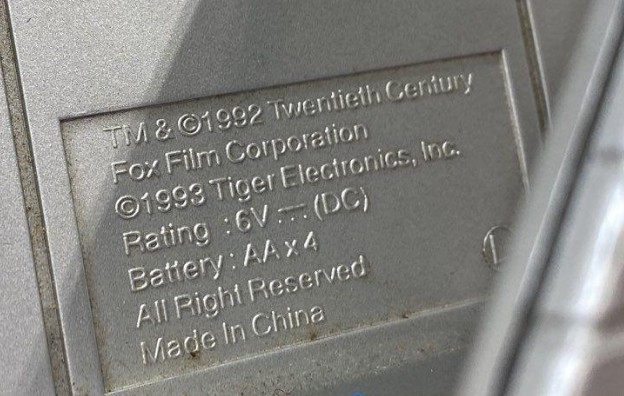 TM & ©1992 Twentieth Century
Fox Film Corporation
©1993 Tiger Electronics, Inc.
Rating : 6V ⎓ (DC)
Battery : AA x 4
All Right Reserved
Made In China